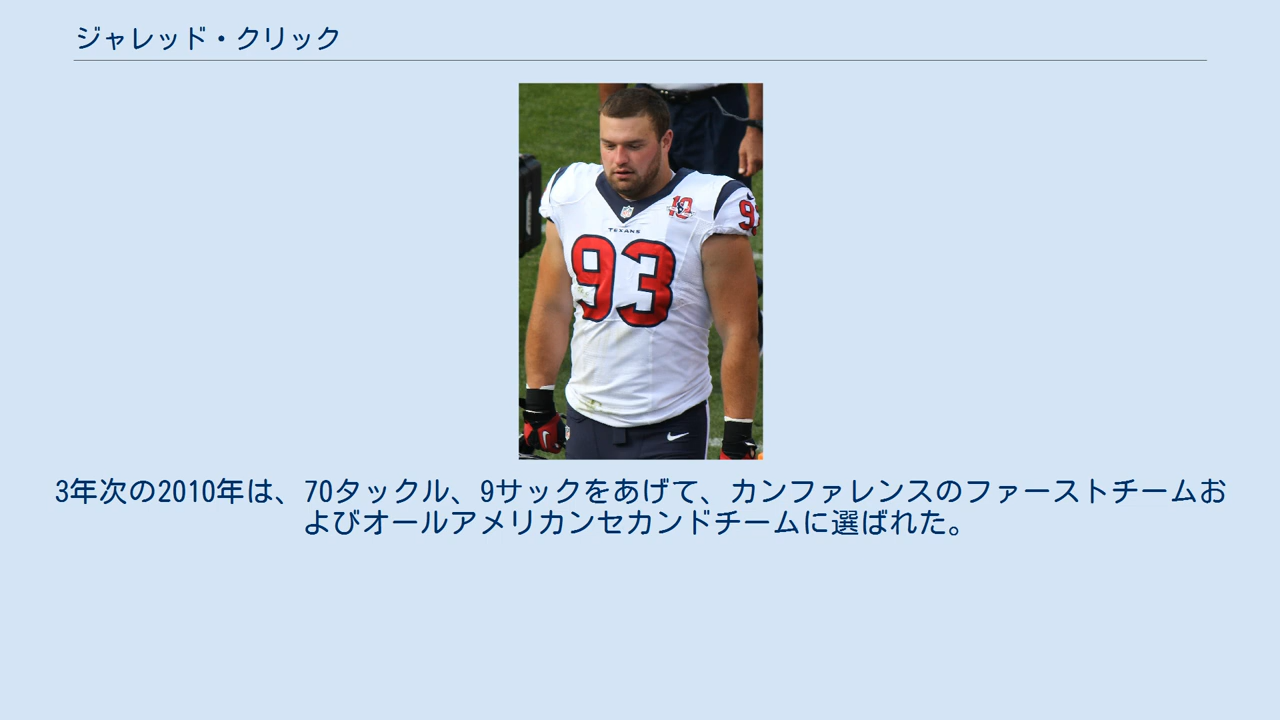 ジャレッド・クリック
10
9
TEXANS
93
3年次の2010年は、70タックル、9サックをあげて、カンファレンスのファーストチームお
よびオールアメリカンセカンドチームに選ばれた。